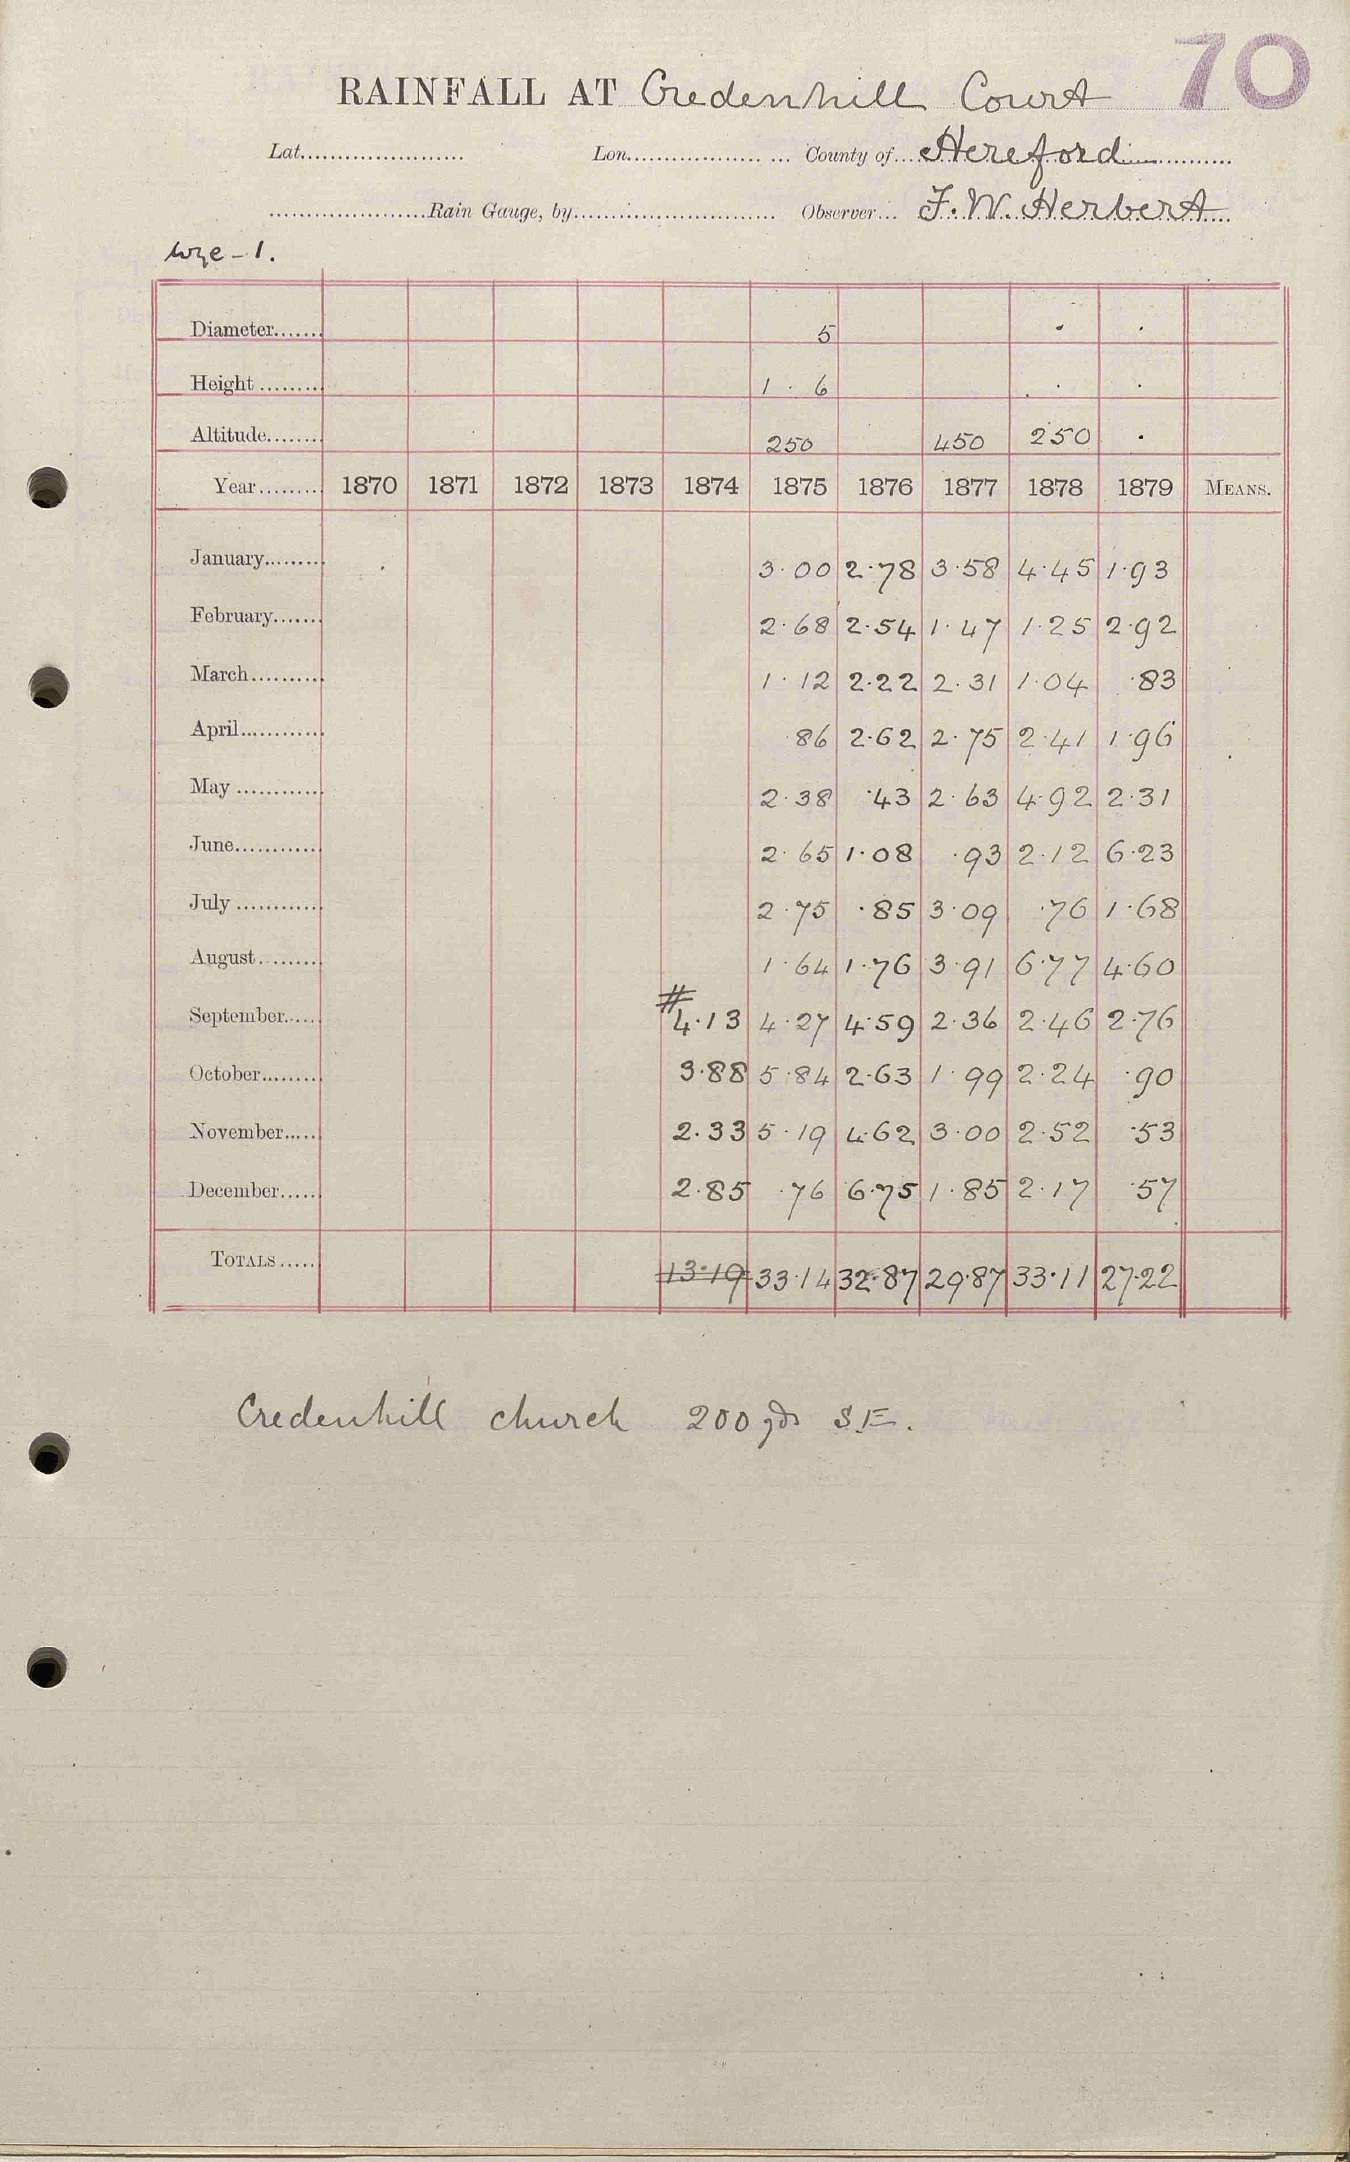 70
RAINFALL AT Credenhill Court
Lat. Lon. County of Hereford
Rain Gauge, by Observer F. W. Herbert
Wye - 1.
Diameter 5 . .
Height 1 . 6 . .
Altitude 250 450 250 .
Year 1870 1871 1872 1873 1874 1875 1876 1877 1878 1879 MEANS.
January 3.00 2.78 3.58 4.45 1.93
February 2.68 2.54 1.47 1.25 2.92
March 1.12 2.22 2.31 1.04 .83
April .86 2.62 2.75 2.41 1.96
May 2.38 .43 2.63 4.92 2.31
June 2.65 1.08 .93 2.12 6.23
July 2.75 .85 3.09 .76 1.68
August 1.64 1.76 3.91 6.77 4.60
September # 4.13 4.27 4.59 2.36 2.46 2.76
October 3.88 5.84 2.63 1.99 2.24 .90
November 2.33 5.19 4.62 3.00 2.52 .53
December 2.85 .76 6.75 1.85 2.17 .57
TOTALS 13.19 33.14 32.87 29.87 33.11 27.22
Credenhill church 200 yds S.E.